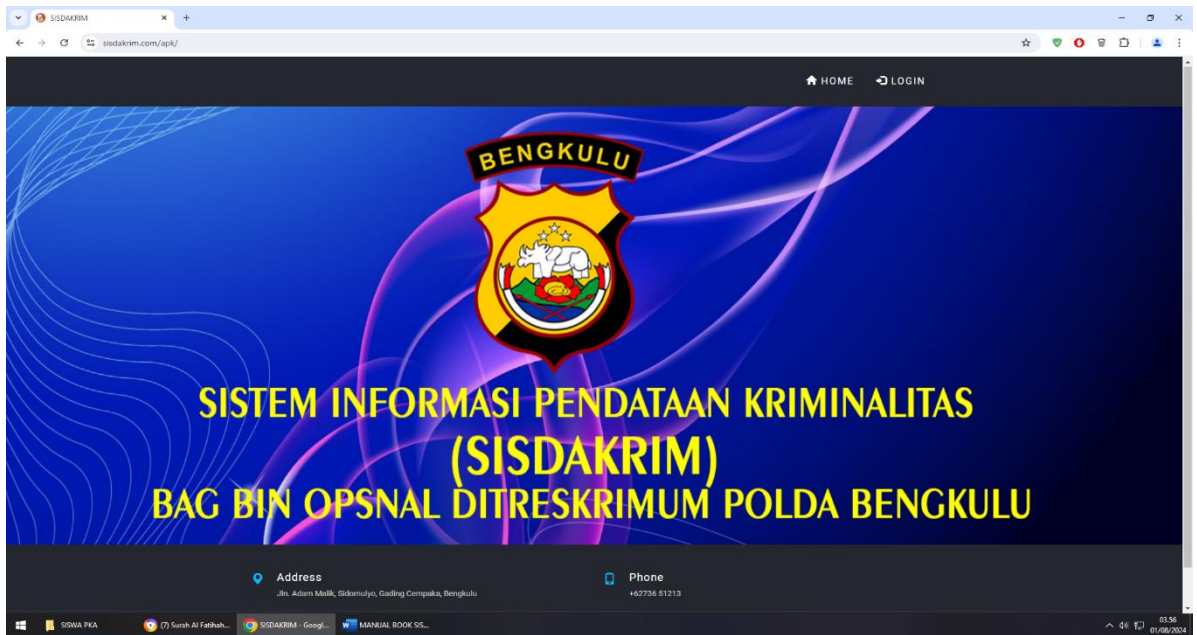 SISDAKRIM
sisdakrim.com/apk/
HOME LOGIN
BENGKULU
SISTEM INFORMASI PENDATAAN KRIMINALITAS
(SISDAKRIM)
BAG BIN OPSNAL DITRESKRIMUM POLDA BENGKULU
Address
Jln. Adam Malik, Sidomulyo, Gading Cempaka, Bengkulu
Phone
+62736 51213
SISWA PKA
(7) Surah Al Fatihah...
SISDAKRIM - Googl...
MANUAL BOOK SIS...
03.56
01/08/2024